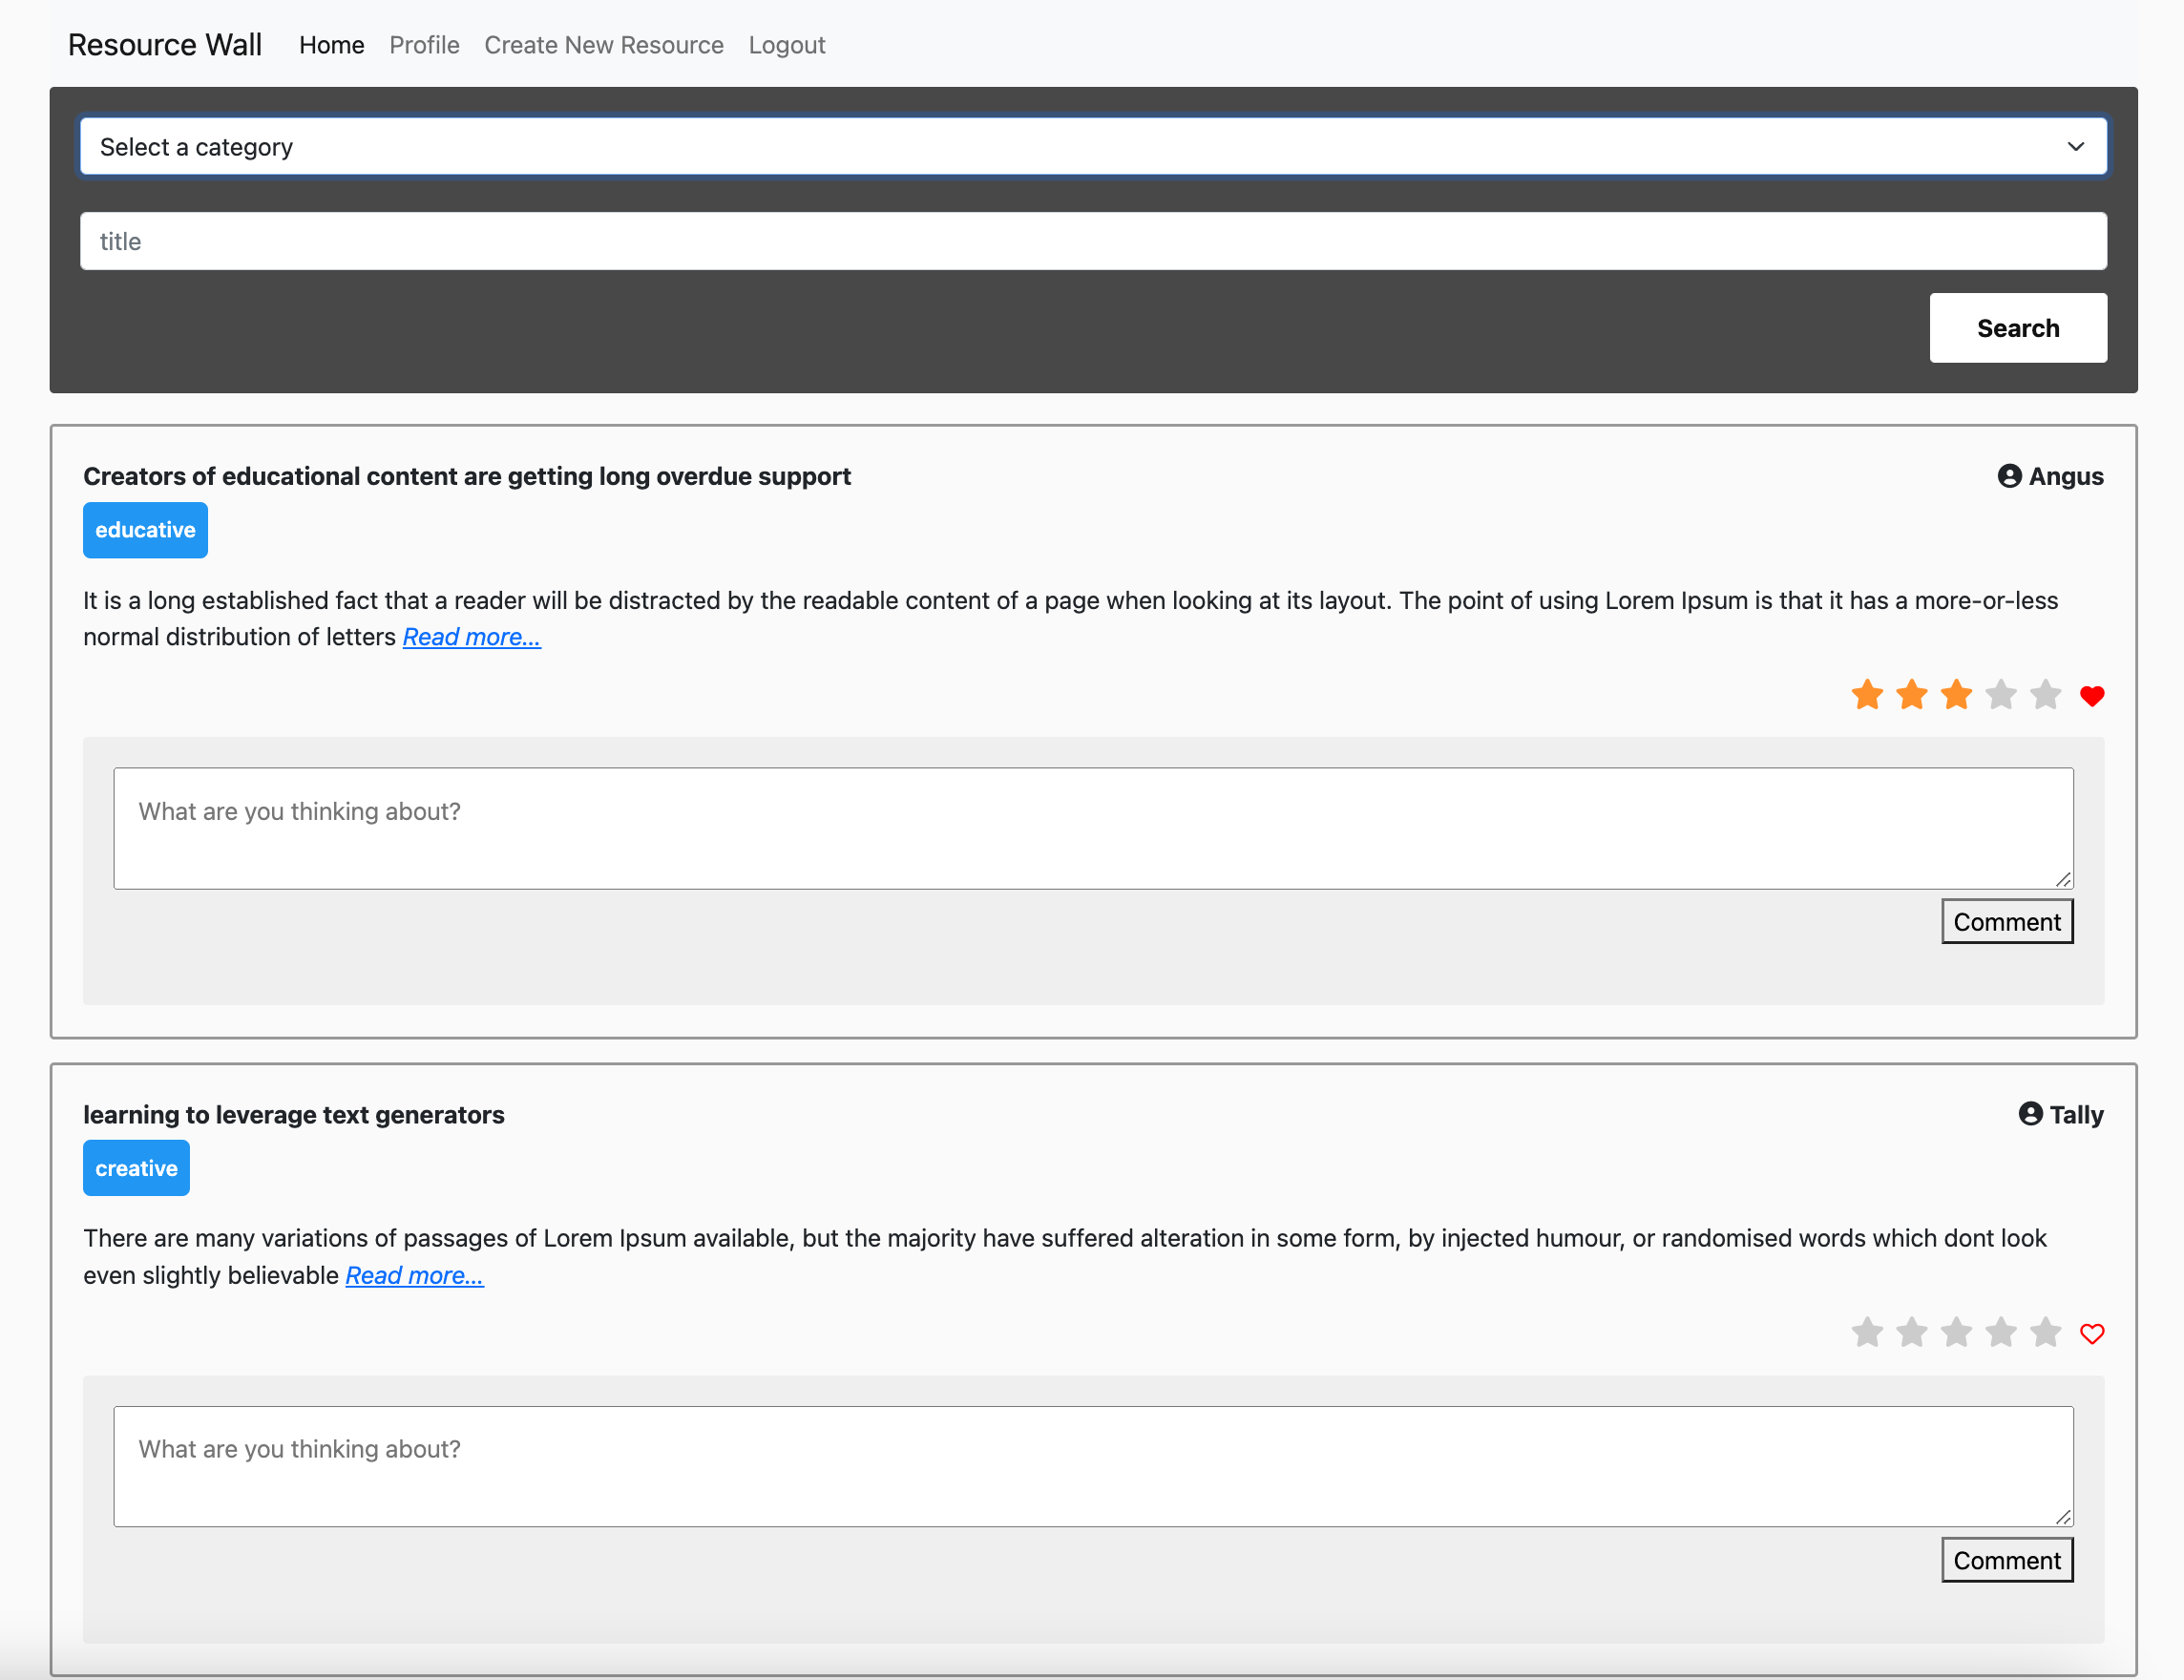 Resource Wall Home Profile Create New Resource Logout
Select a category
title
Search
Creators of educational content are getting long overdue support Angus
educative
It is a long established fact that a reader will be distracted by the readable content of a page when looking at its layout. The point of using Lorem Ipsum is that it has a more-or-less
normal distribution of letters Read more...
What are you thinking about?
Comment
learning to leverage text generators Tally
creative
There are many variations of passages of Lorem Ipsum available, but the majority have suffered alteration in some form, by injected humour, or randomised words which dont look
even slightly believable Read more...
What are you thinking about?
Comment